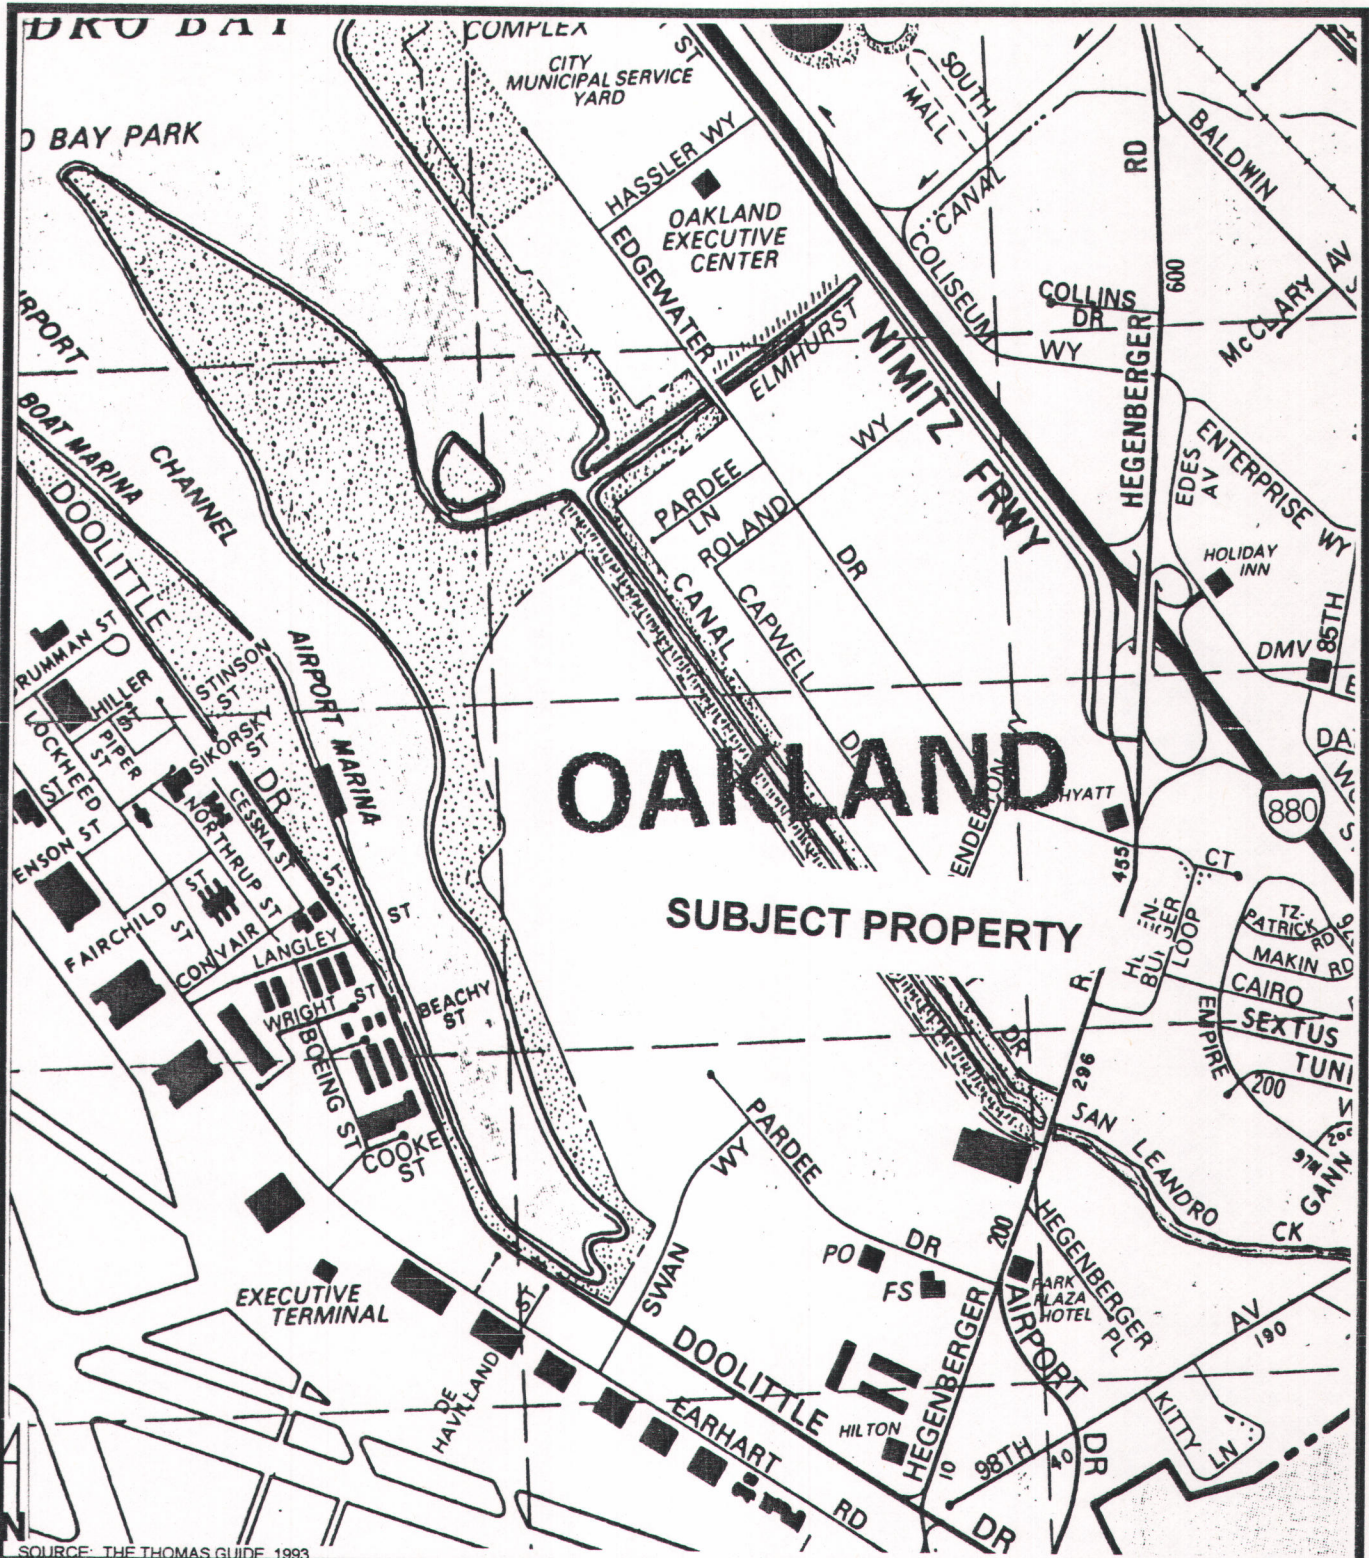 DRO BAY
COMPLEX
CITY
MUNICIPAL SERVICE
YARD
ST
SOUTH
MALL
O BAY PARK
HASSLER WY
OAKLAND
EXECUTIVE
CENTER
EDGEWATER
DR
CANAL
COLISEUM
WY
RD
BALDWIN
AV
600
COLLINS
DR
McCLARY
HEGENBERGER
ELMHURST
NIMITZ
FRWY
IRPORT
BOAT MARINA
CHANNEL
DOOLITTLE
DR
WY
PARDEE
LN
ROLAND
CANAL
CAPWELL
EDES
AV
ENTERPRISE
WY
HOLIDAY
INN
DMV
85TH
RUMMAN ST
HILLER
ST
PIPER
ST
LOCKHEED
ST
STINSON
ST
SIKORSKY
ST
AIRPORT MARINA
CESSNA ST
NORTHRUP ST
ENSON ST
FAIRCHILD
ST
CONVAIR
ST
LANGLEY
ST
WRIGHT ST
BOEING ST
COOKE
ST
BEACHY
ST
OAKLAND
HYATT
880
455
CT
LOOP
SUBJECT PROPERTY
TZ-
PATRICK
RD
MAKIN RD
CAIRO
SEXTUS
TUNI
EMPIRE
200
DR
296
SAN
LEANDRO
CK
97TH
GANN
PARDEE
DR
SWAN
WY
PO
FS
200
HEGENBERGER
PL
PARK
PLAZA
HOTEL
AIRPORT
DR
HEGENBERGER
AV
190
EXECUTIVE
TERMINAL
DE
HAVILLAND
ST
DOOLITTLE
DR
EARHART
RD
HILTON
10
98TH
40
KITTY
LN
N
SOURCE: THE THOMAS GUIDE, 1993